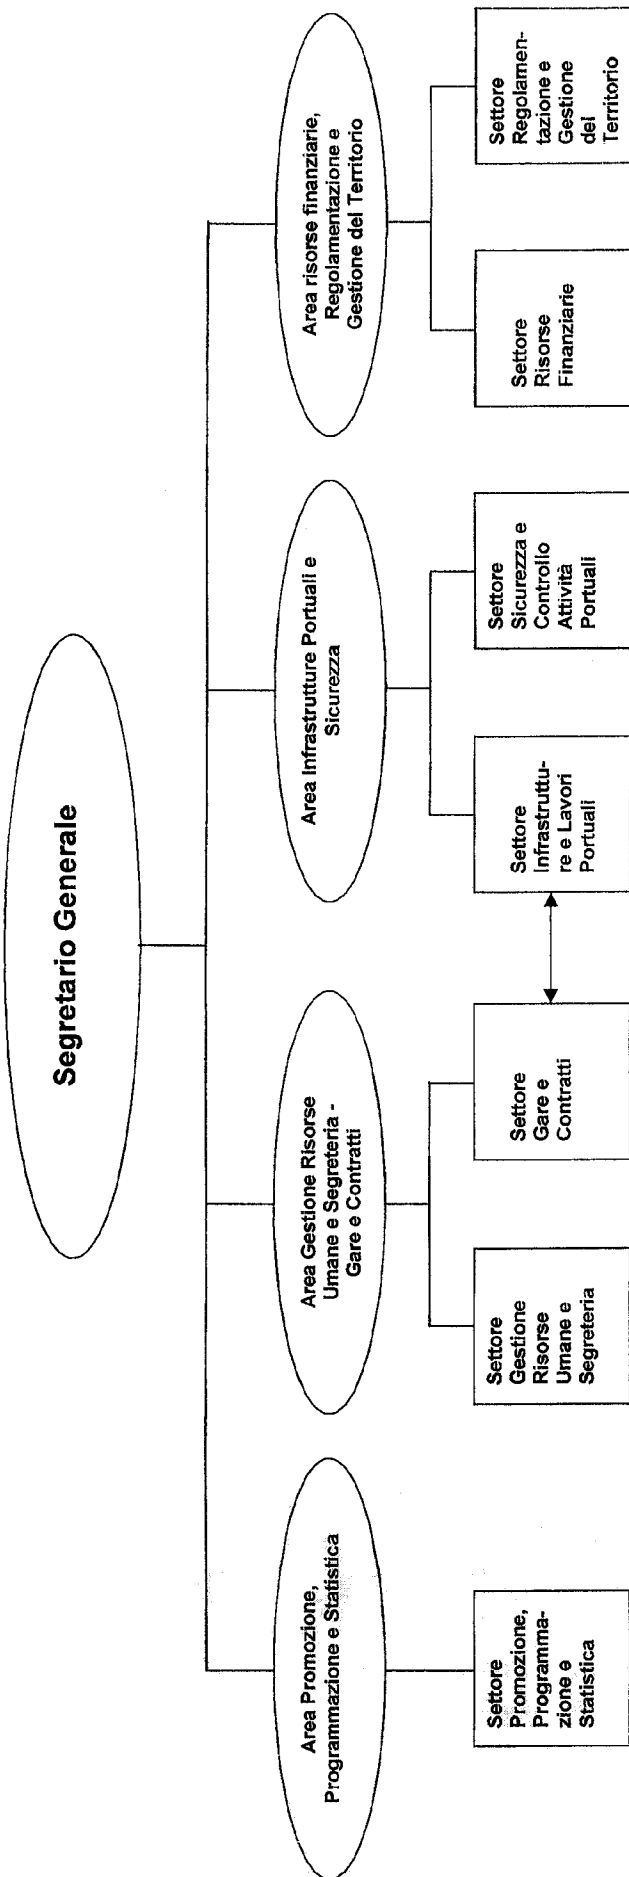 Segretario Generale
Area Promozione,
Programmazione e Statistica
Area Gestione Risorse
Umane e Segreteria -
Gare e Contratti
Area Infrastrutture Portuali e
Sicurezza
Area risorse finanziarie,
Regolamentazione e
Gestione del Territorio
Settore
Promozione,
Programma-
zione e
Statistica
Settore
Gestione
Risorse
Umane e
Segreteria
Settore
Gare e
Contratti
Settore
Infrastruttu-
re e Lavori
Portuali
Settore
Sicurezza e
Controllo
Attività
Portuali
Settore
Risorse
Finanziarie
Settore
Regolamen-
tazione e
Gestione
del
Territorio